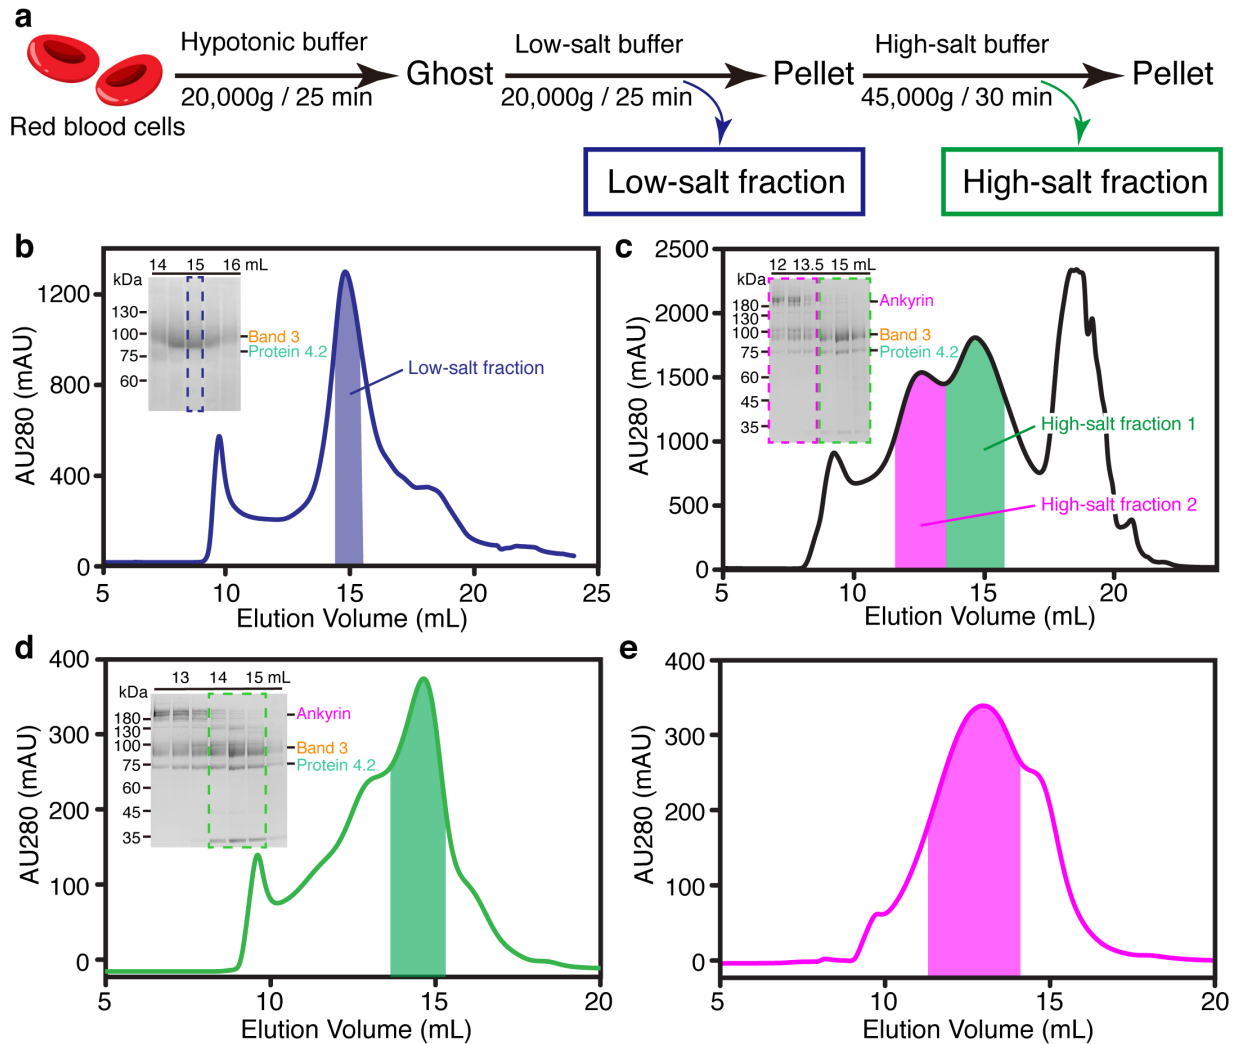 a
Hypotonic buffer
Low-salt buffer
High-salt buffer
Ghost
Pellet
Pellet
20,000g / 25 min
20,000g / 25 min
45,000g / 30 min
Red blood cells
Low-salt fraction
High-salt fraction
b
14 15 16 mL
kDa
130
100
75
60
Band 3
Protein 4.2
Low-salt fraction
1200
800
400
0
AU280 (mAU)
5 10 15 20 25
Elution Volume (mL)
c
2500
2000
1500
1000
500
0
AU280 (mAU)
12 13.5 15 mL
kDa
180
130
100
75
60
45
35
Ankyrin
Band 3
Protein 4.2
High-salt fraction 1
High-salt fraction 2
5 10 15 20
Elution Volume (mL)
d
400
300
200
100
0
AU280 (mAU)
13 14 15 mL
kDa
180
130
100
75
60
45
35
Ankyrin
Band 3
Protein 4.2
5 10 15 20
Elution Volume (mL)
e
400
300
200
100
0
AU280 (mAU)
5 10 15 20
Elution Volume (mL)